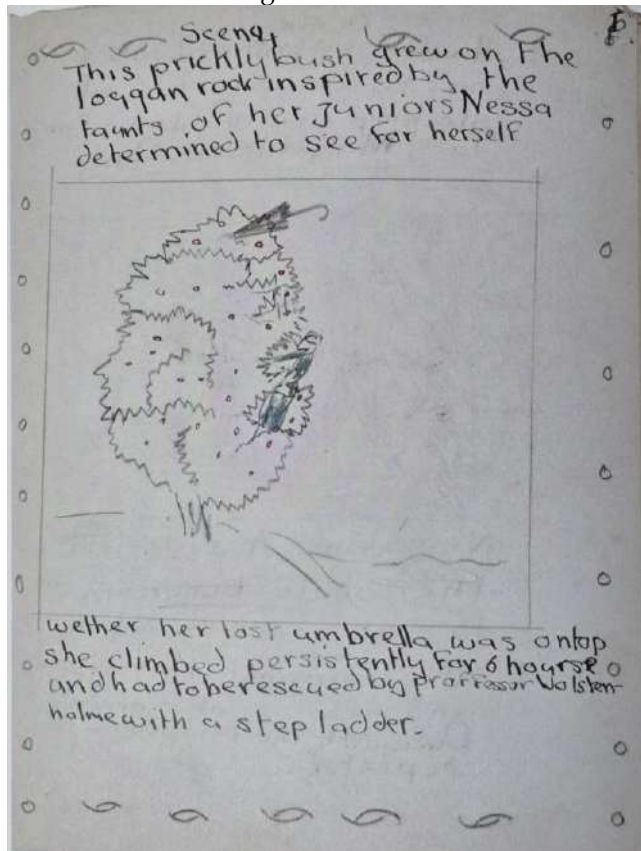 Scene,
This prickly bush grew on The
loggan rock inspired by the
taunts of her Juniors Nessa
determined to see for herself
wether her lost umbrella was ontop
she climbed persistently for 6 hourse
and had to be rescued by Proffessor Wolsten-
holme with a step ladder.